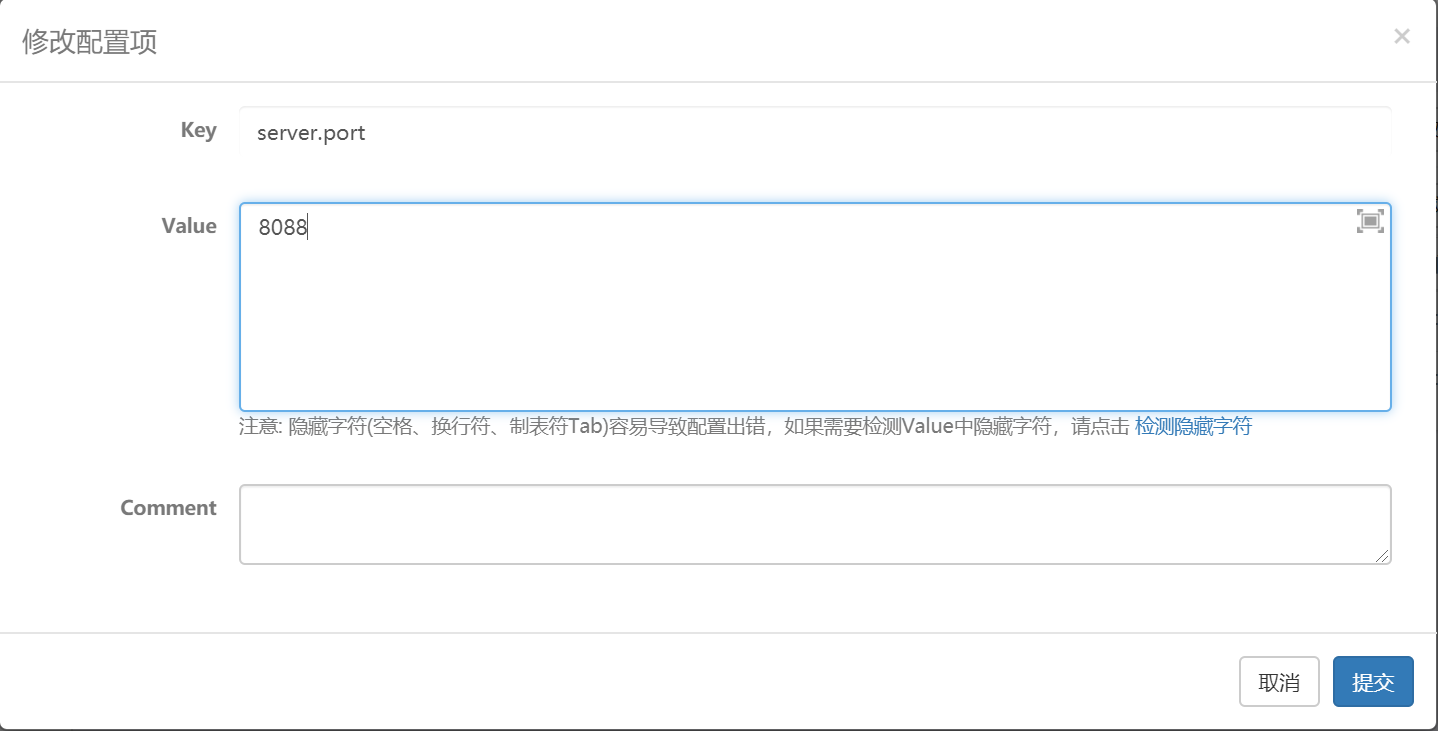 修改配置项
×
Key
server.port
Value
8088
注意: 隐藏字符(空格、换行符、制表符Tab)容易导致配置出错，如果需要检测Value中隐藏字符，请点击 检测隐藏字符
Comment
取消
提交